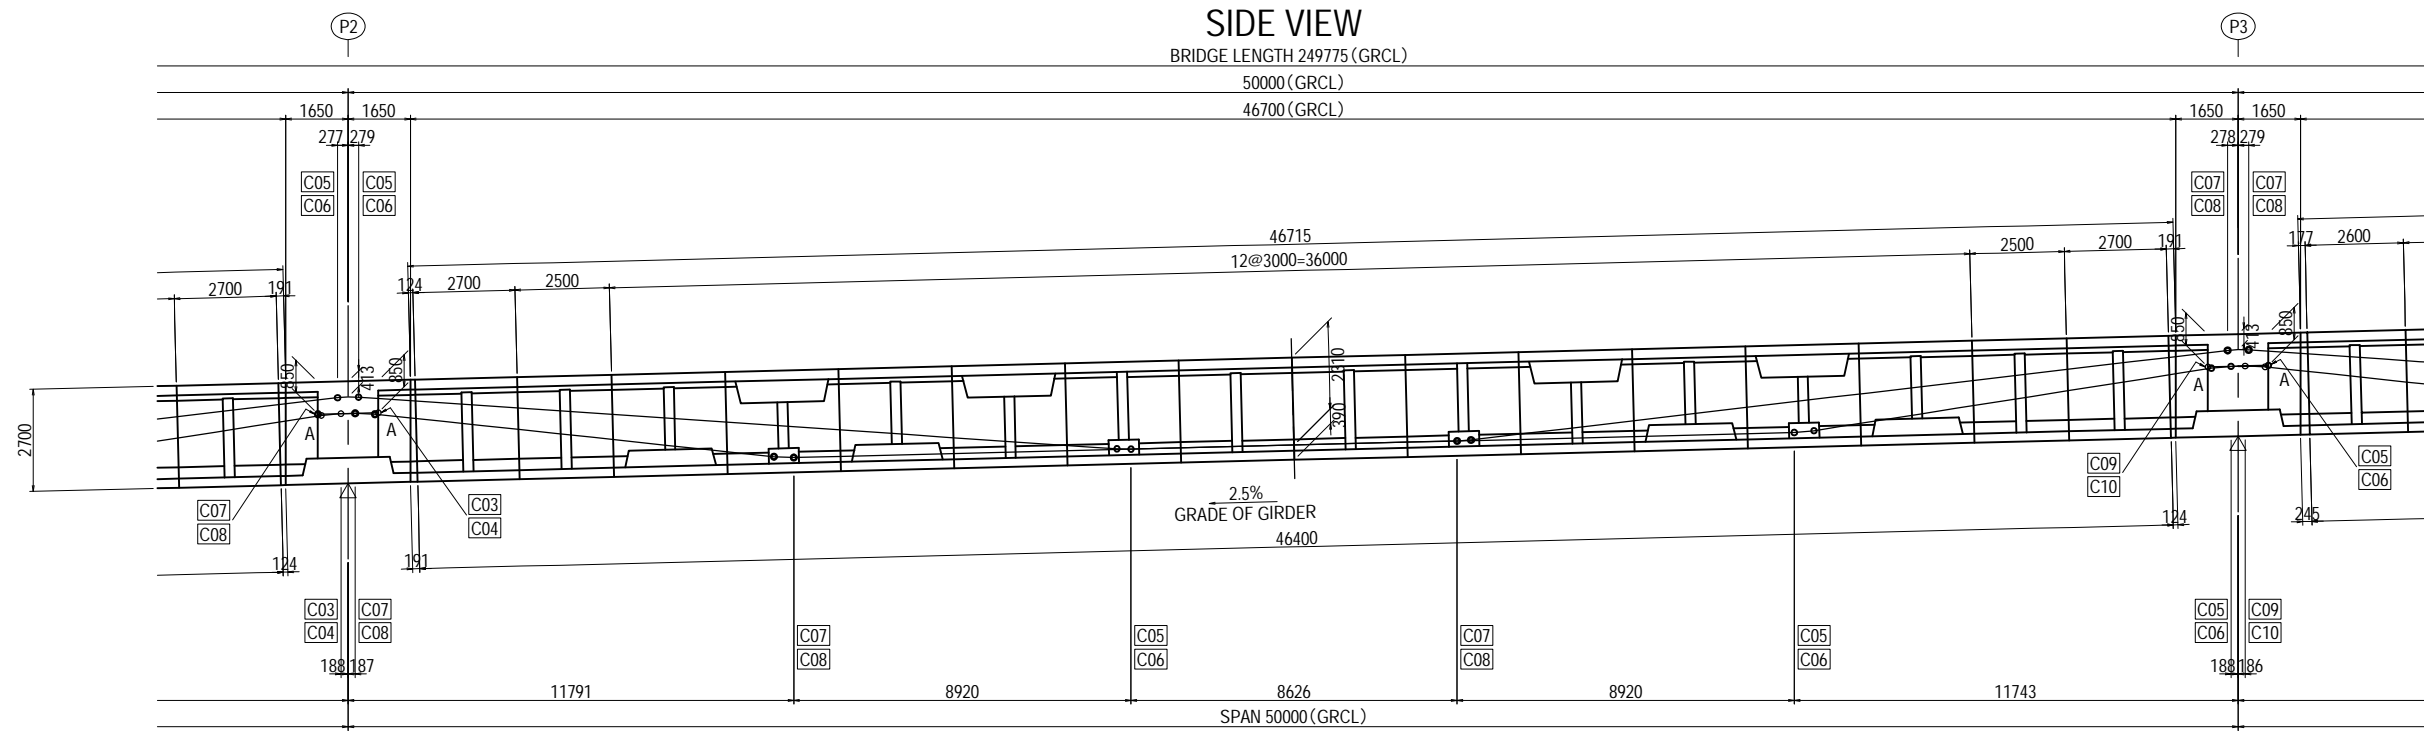 SIDE VIEW
P2
P3
BRIDGE LENGTH 249775(GRCL)
50000(GRCL)
1650
1650
46700(GRCL)
1650
1650
277
279
278
279
C05
C05
C07
C07
C06
C06
C08
C08
46715
12@3000=36000
2700
191
124
2700
2500
2500
2700
191
177
2600
850
413
850
2310
390
850
413
850
2700
A
A
A
A
C07
C08
C03
C04
2.5%
GRADE OF GIRDER
C09
C10
C05
C06
124
191
46400
124
245
C03
C07
C04
C08
C07
C08
C05
C06
C07
C08
C05
C06
C05
C09
C06
C10
188
187
188
186
11791
8920
8626
8920
11743
SPAN 50000(GRCL)